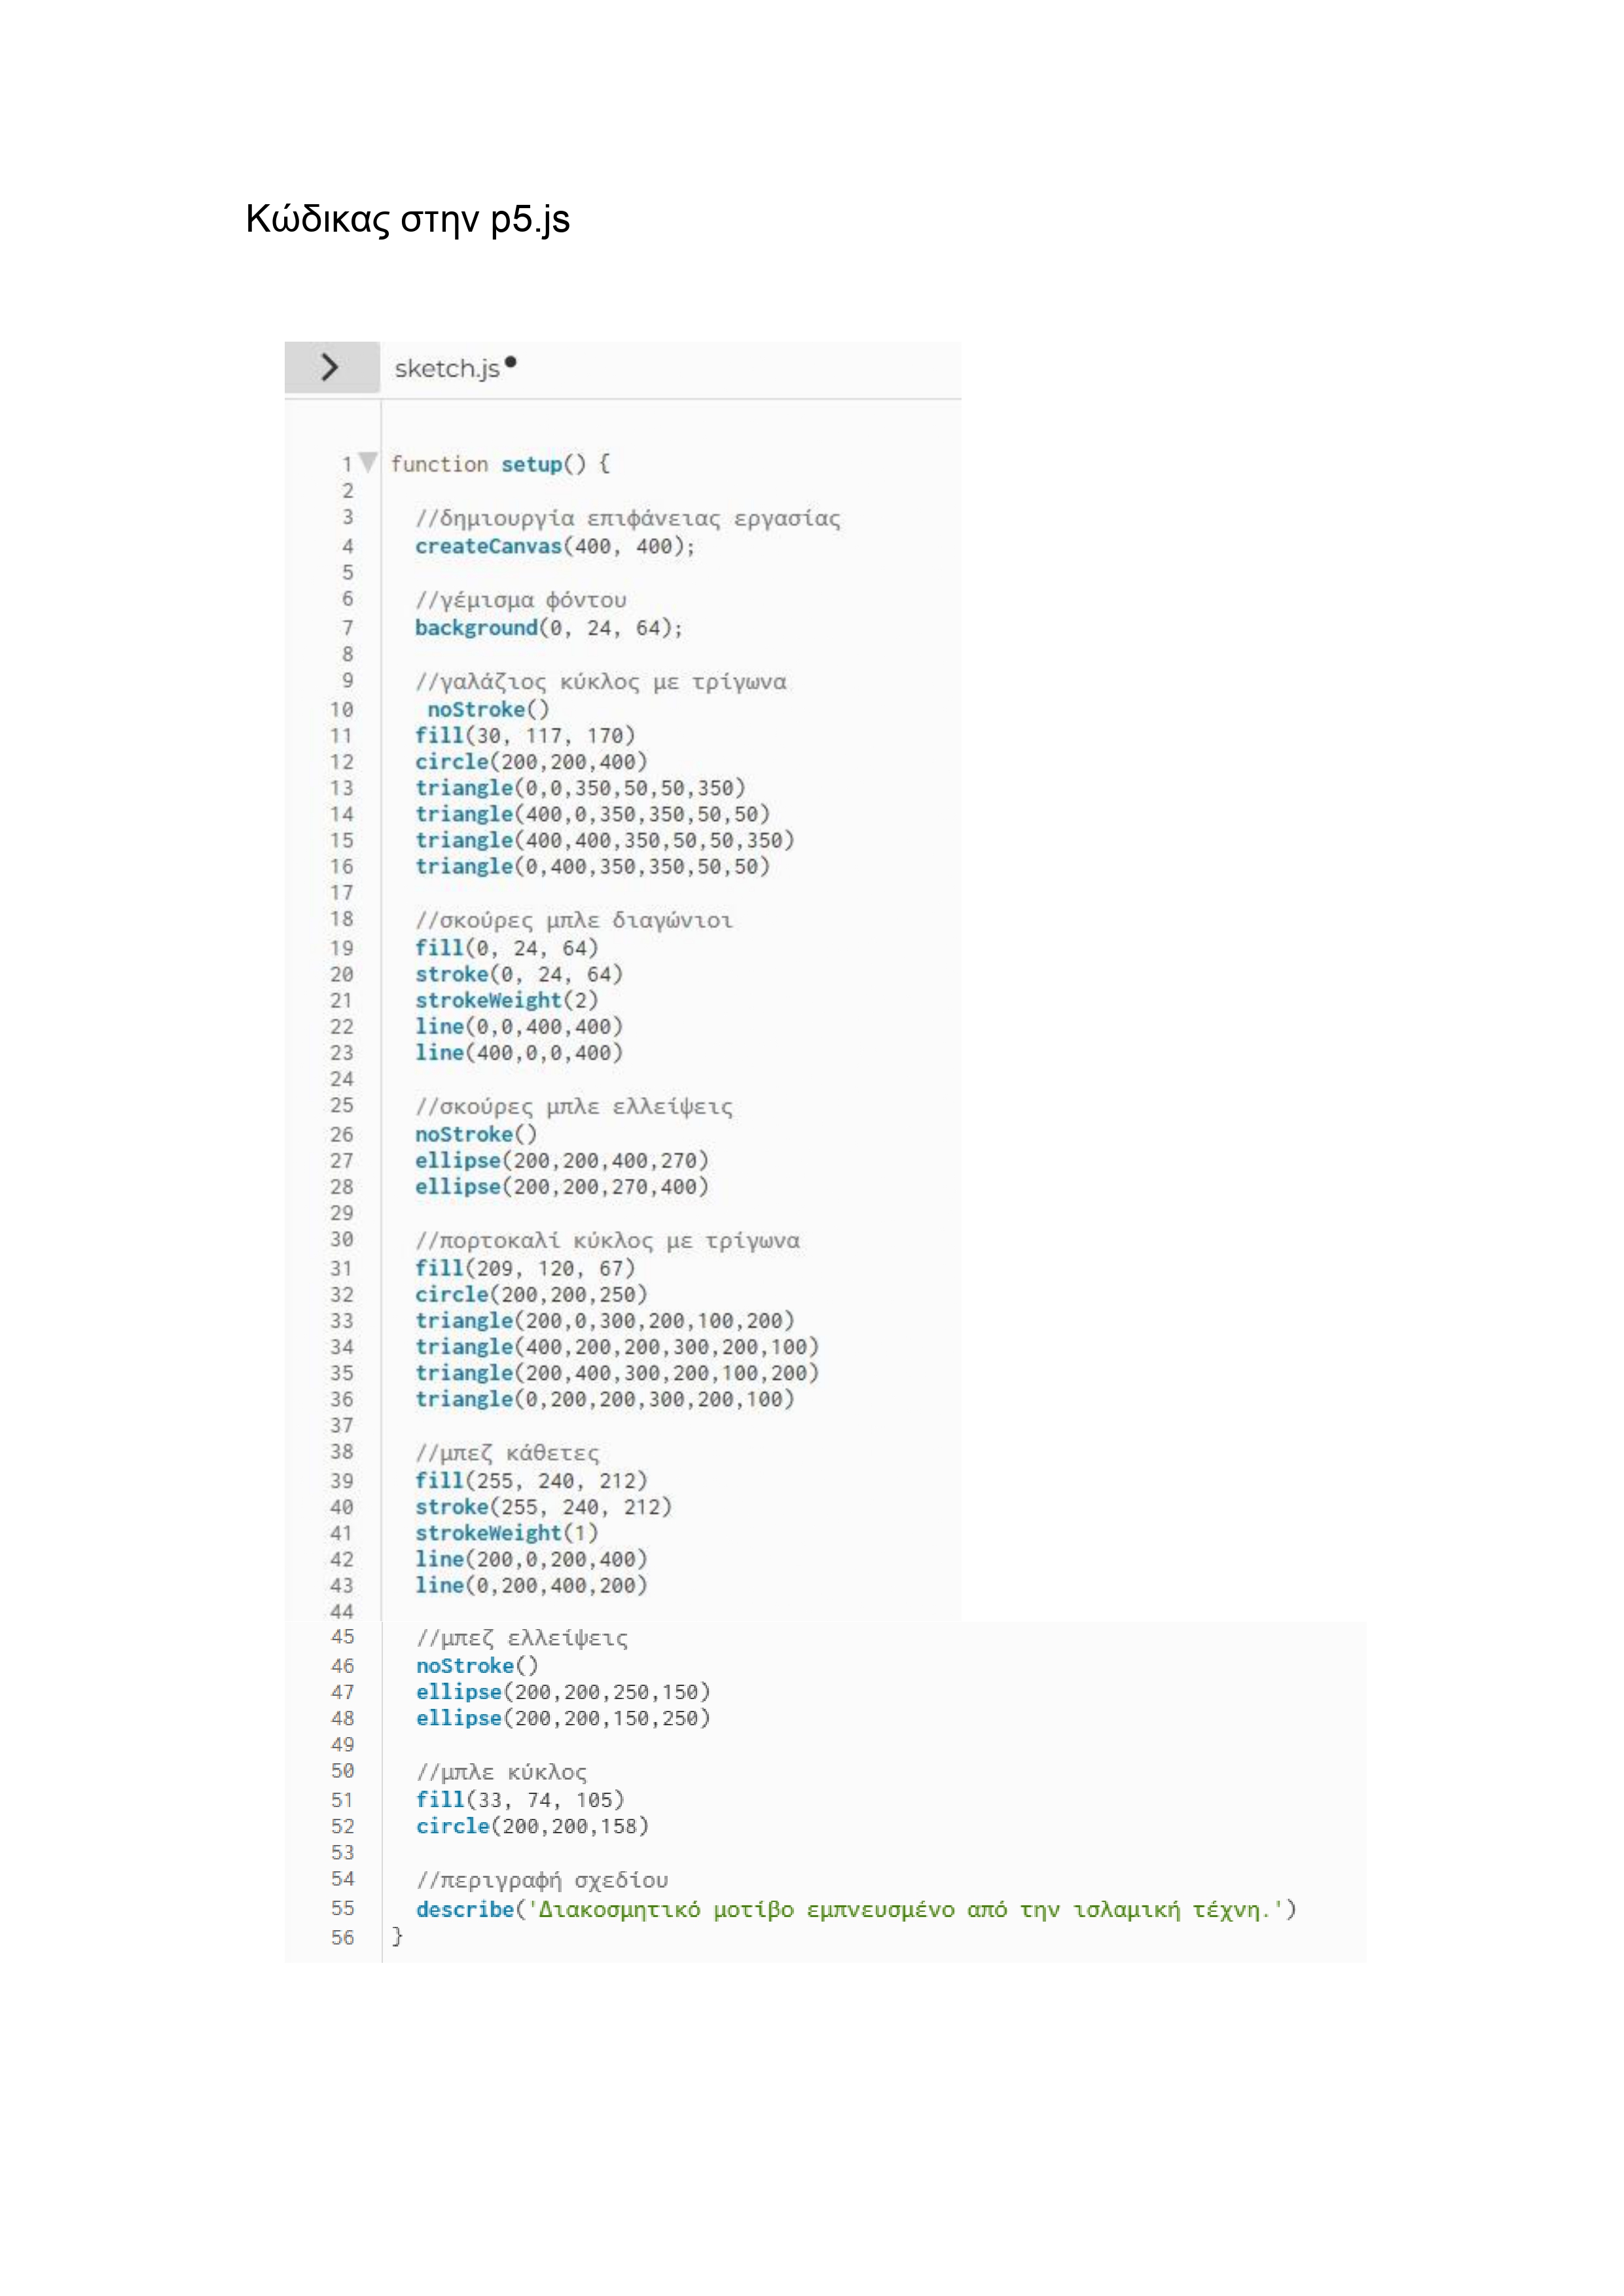 Κώδικας στην p5.js
sketch.js
1 function setup() {
2
3 //δημιουργία επιφάνειας εργασίας
4 createCanvas(400, 400);
5
6 //γέμισμα φόντου
7 background(0, 24, 64);
8
9 //γαλάζιος κύκλος με τρίγωνα
10 noStroke()
11 fill(30, 117, 170)
12 circle(200,200,400)
13 triangle(0,0,350,50,50,350)
14 triangle(400,0,350,350,50,50)
15 triangle(400,400,350,50,50,350)
16 triangle(0,400,350,350,50,50)
17
18 //σκούρες μπλε διαγώνιοι
19 fill(0, 24, 64)
20 stroke(0, 24, 64)
21 strokeWeight(2)
22 line(0,0,400,400)
23 line(400,0,0,400)
24
25 //σκούρες μπλε ελλείψεις
26 noStroke()
27 ellipse(200,200,400,270)
28 ellipse(200,200,270,400)
29
30 //πορτοκαλί κύκλος με τρίγωνα
31 fill(209, 120, 67)
32 circle(200,200,250)
33 triangle(200,0,300,200,100,200)
34 triangle(400,200,200,300,200,100)
35 triangle(200,400,300,200,100,200)
36 triangle(0,200,200,300,200,100)
37
38 //μπεζ κάθετες
39 fill(255, 240, 212)
40 stroke(255, 240, 212)
41 strokeWeight(1)
42 line(200,0,200,400)
43 line(0,200,400,200)
44
45 //μπεζ ελλείψεις
46 noStroke()
47 ellipse(200,200,250,150)
48 ellipse(200,200,150,250)
49
50 //μπλε κύκλος
51 fill(33, 74, 105)
52 circle(200,200,158)
53
54 //περιγραφή σχεδίου
55 describe('Διακοσμητικό μοτίβο εμπνευσμένο από την ισλαμική τέχνη.')
56 }